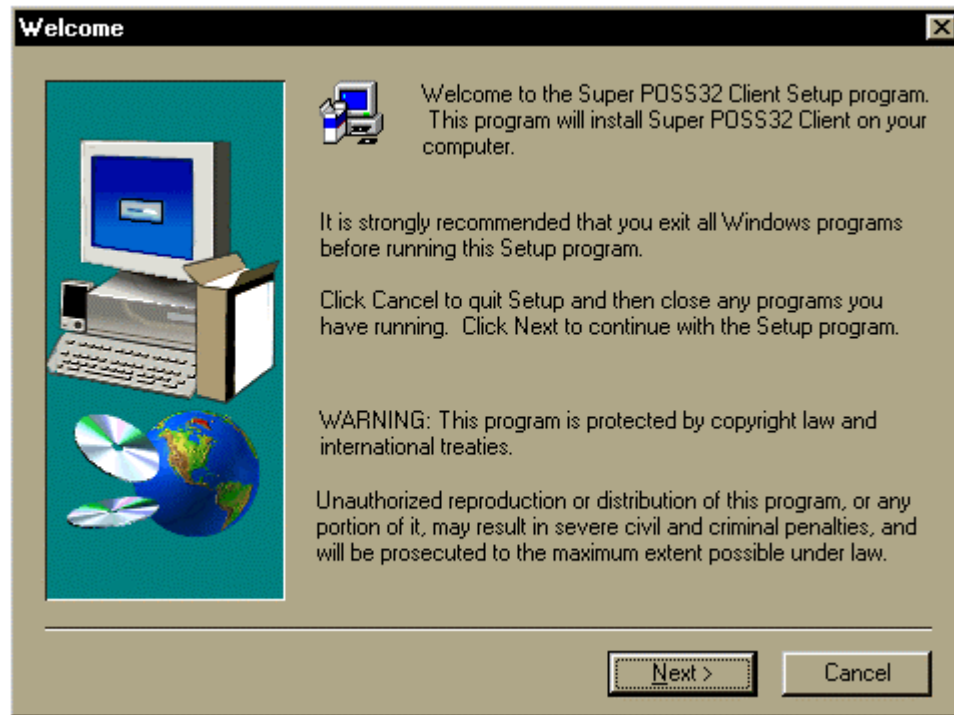 Welcome
Welcome to the Super POSS32 Client Setup program.
This program will install Super POSS32 Client on your
computer.
It is strongly recommended that you exit all Windows programs
before running this Setup program.
Click Cancel to quit Setup and then close any programs you
have running.  Click Next to continue with the Setup program.
WARNING: This program is protected by copyright law and
international treaties.
Unauthorized reproduction or distribution of this program, or any
portion of it, may result in severe civil and criminal penalties, and
will be prosecuted to the maximum extent possible under law.
Next >
Cancel